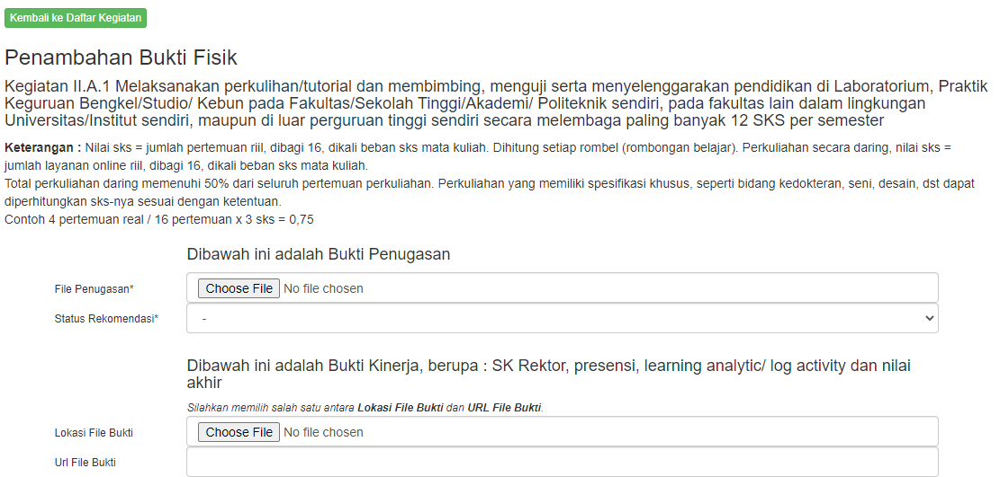 Kembali ke Daftar Kegiatan
Penambahan Bukti Fisik
Kegiatan II.A.1 Melaksanakan perkulihan/tutorial dan membimbing, menguji serta menyelenggarakan pendidikan di Laboratorium, Praktik
Keguruan Bengkel/Studio/ Kebun pada Fakultas/Sekolah Tinggi/Akademi/ Politeknik sendiri, pada fakultas lain dalam lingkungan
Universitas/Institut sendiri, maupun di luar perguruan tinggi sendiri secara melembaga paling banyak 12 SKS per semester
Keterangan : Nilai sks = jumlah pertemuan riil, dibagi 16, dikali beban sks mata kuliah. Dihitung setiap rombel (rombongan belajar). Perkuliahan secara daring, nilai sks =
jumlah layanan online riil, dibagi 16, dikali beban sks mata kuliah.
Total perkuliahan daring memenuhi 50% dari seluruh pertemuan perkuliahan. Perkuliahan yang memiliki spesifikasi khusus, seperti bidang kedokteran, seni, desain, dst dapat
diperhitungkan sks-nya sesuai dengan ketentuan.
Contoh 4 pertemuan real / 16 pertemuan x 3 sks = 0,75
Dibawah ini adalah Bukti Penugasan
File Penugasan* Choose File No file chosen
Status Rekomendasi* -
Dibawah ini adalah Bukti Kinerja, berupa : SK Rektor, presensi, learning analytic/ log activity dan nilai
akhir
Silahkan memilih salah satu antara Lokasi File Bukti dan URL File Bukti.
Lokasi File Bukti Choose File No file chosen
Url File Bukti